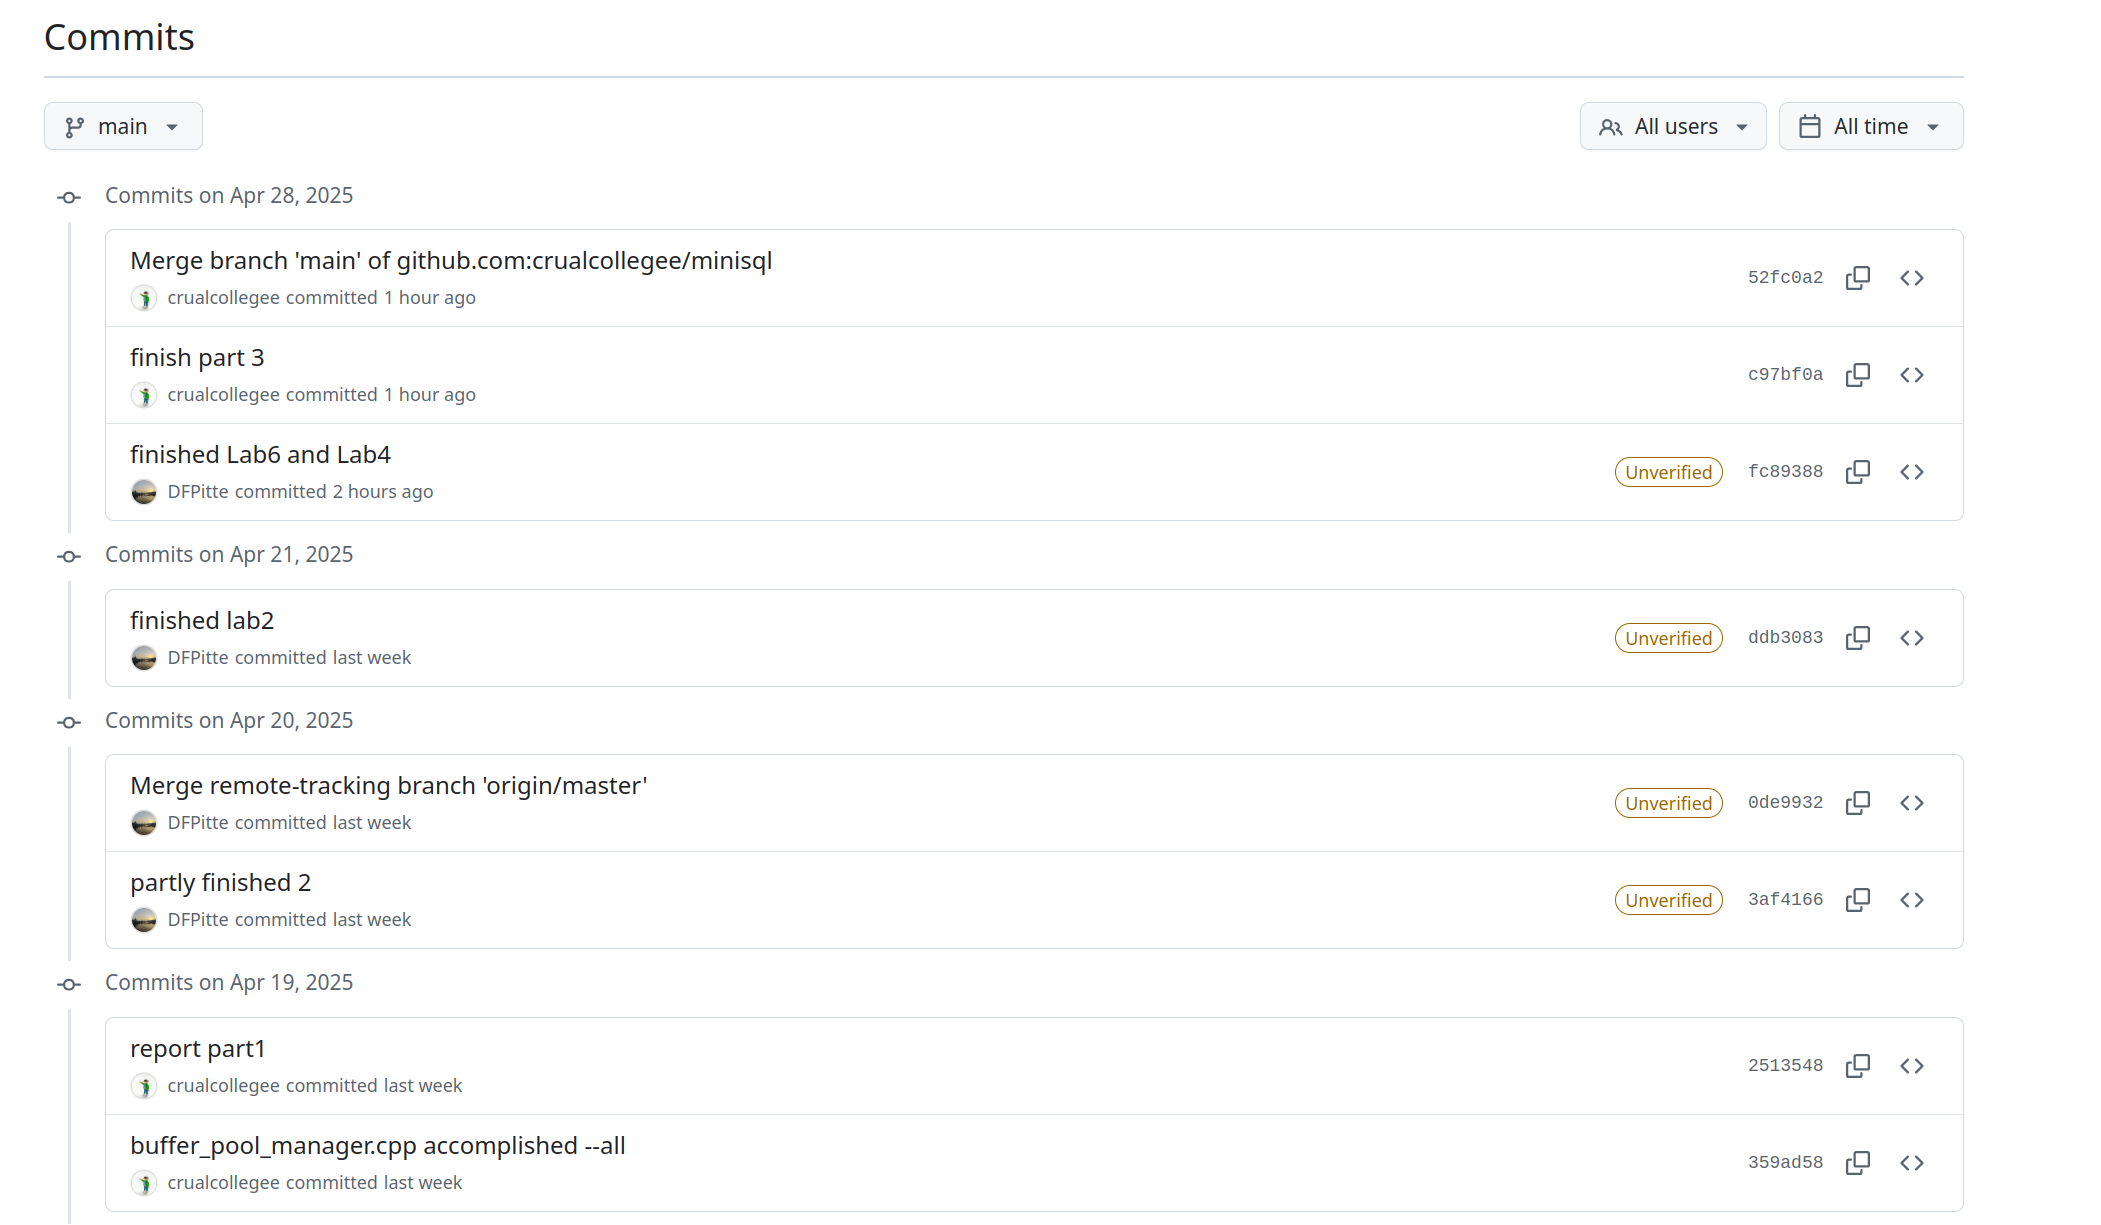 Commits
main
All users
All time
Commits on Apr 28, 2025
Merge branch 'main' of github.com:crualcollegee/minisql
crualcollegee committed 1 hour ago
52fc0a2
finish part 3
crualcollegee committed 1 hour ago
c97bf0a
finished Lab6 and Lab4
DFPitte committed 2 hours ago
Unverified
fc89388
Commits on Apr 21, 2025
finished lab2
DFPitte committed last week
Unverified
ddb3083
Commits on Apr 20, 2025
Merge remote-tracking branch 'origin/master'
DFPitte committed last week
Unverified
0de9932
partly finished 2
DFPitte committed last week
Unverified
3af4166
Commits on Apr 19, 2025
report part1
crualcollegee committed last week
2513548
buffer_pool_manager.cpp accomplished --all
crualcollegee committed last week
359ad58